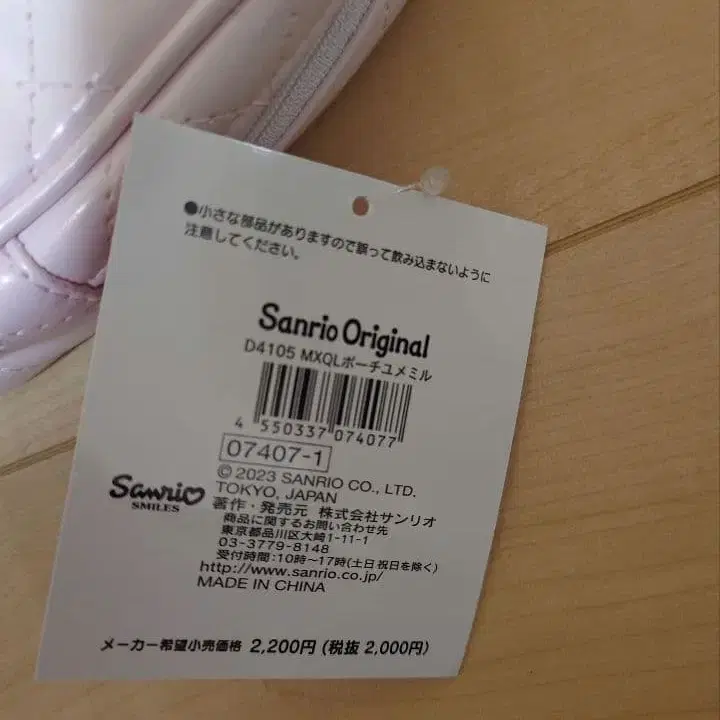 ●小さな部品がありますので誤って飲み込まないように
注意してください。
Sanrio Original
D4105 MXQLポーチユメミル
4 550337 074077
07407-1
© 2023 SANRIO CO., LTD.
TOKYO, JAPAN
Sanrio
SMILES
著作・発売元 株式会社サンリオ
商品に関するお問い合わせ先
東京都品川区大崎1-11-1
03-3779-8148
受付時間:10時～17時(土日祝日を除く)
http://www.sanrio.co.jp/
MADE IN CHINA
メーカー希望小売価格 2,200円 (税抜 2,000円)